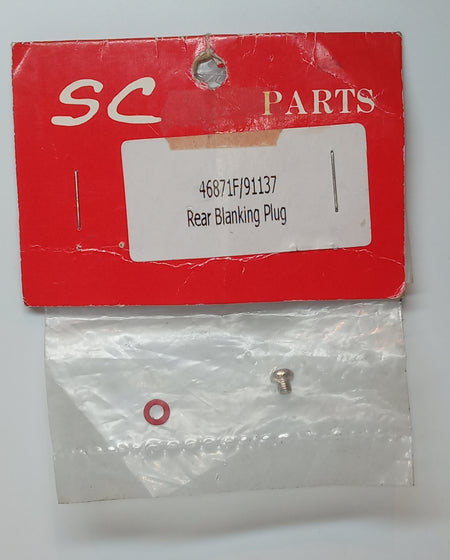 SC PARTS
46871F/91137
Rear Blanking Plug